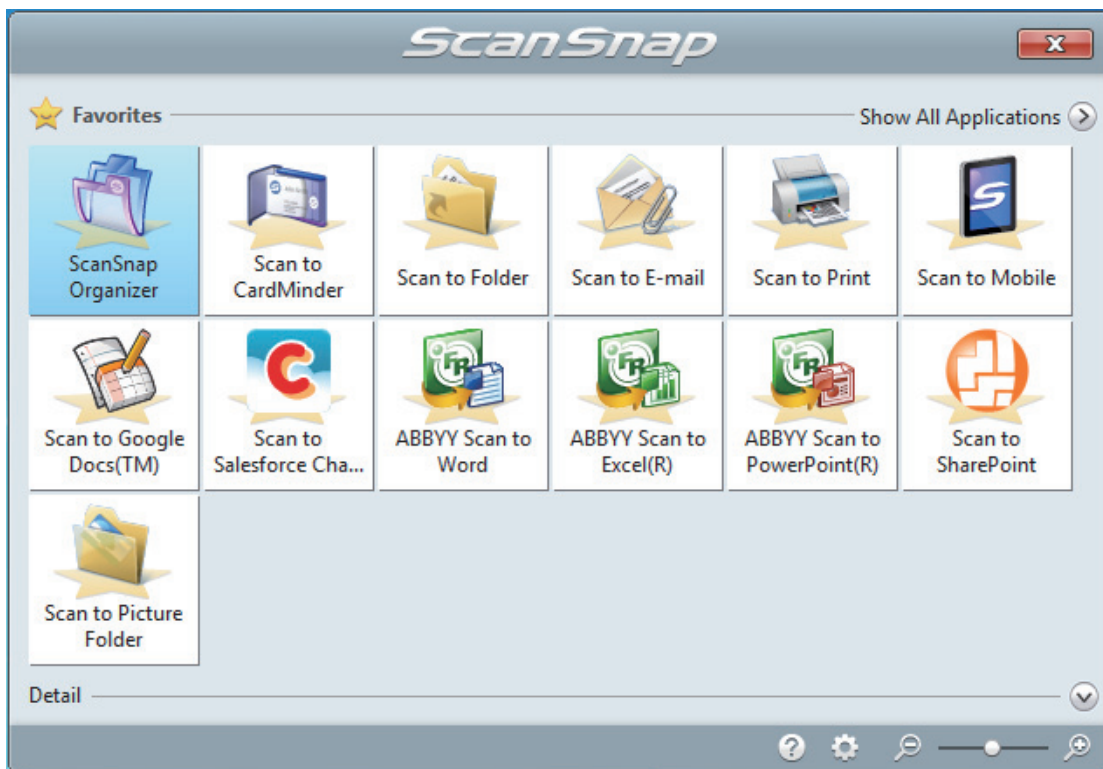 ScanSnap
Favorites
Show All Applications
ScanSnap
Organizer
Scan to
CardMinder
Scan to Folder
Scan to E-mail
Scan to Print
Scan to Mobile
Scan to Google
Docs(TM)
Scan to
Salesforce Cha...
ABBYY Scan to
Word
ABBYY Scan to
Excel(R)
ABBYY Scan to
PowerPoint(R)
Scan to
SharePoint
Scan to Picture
Folder
Detail